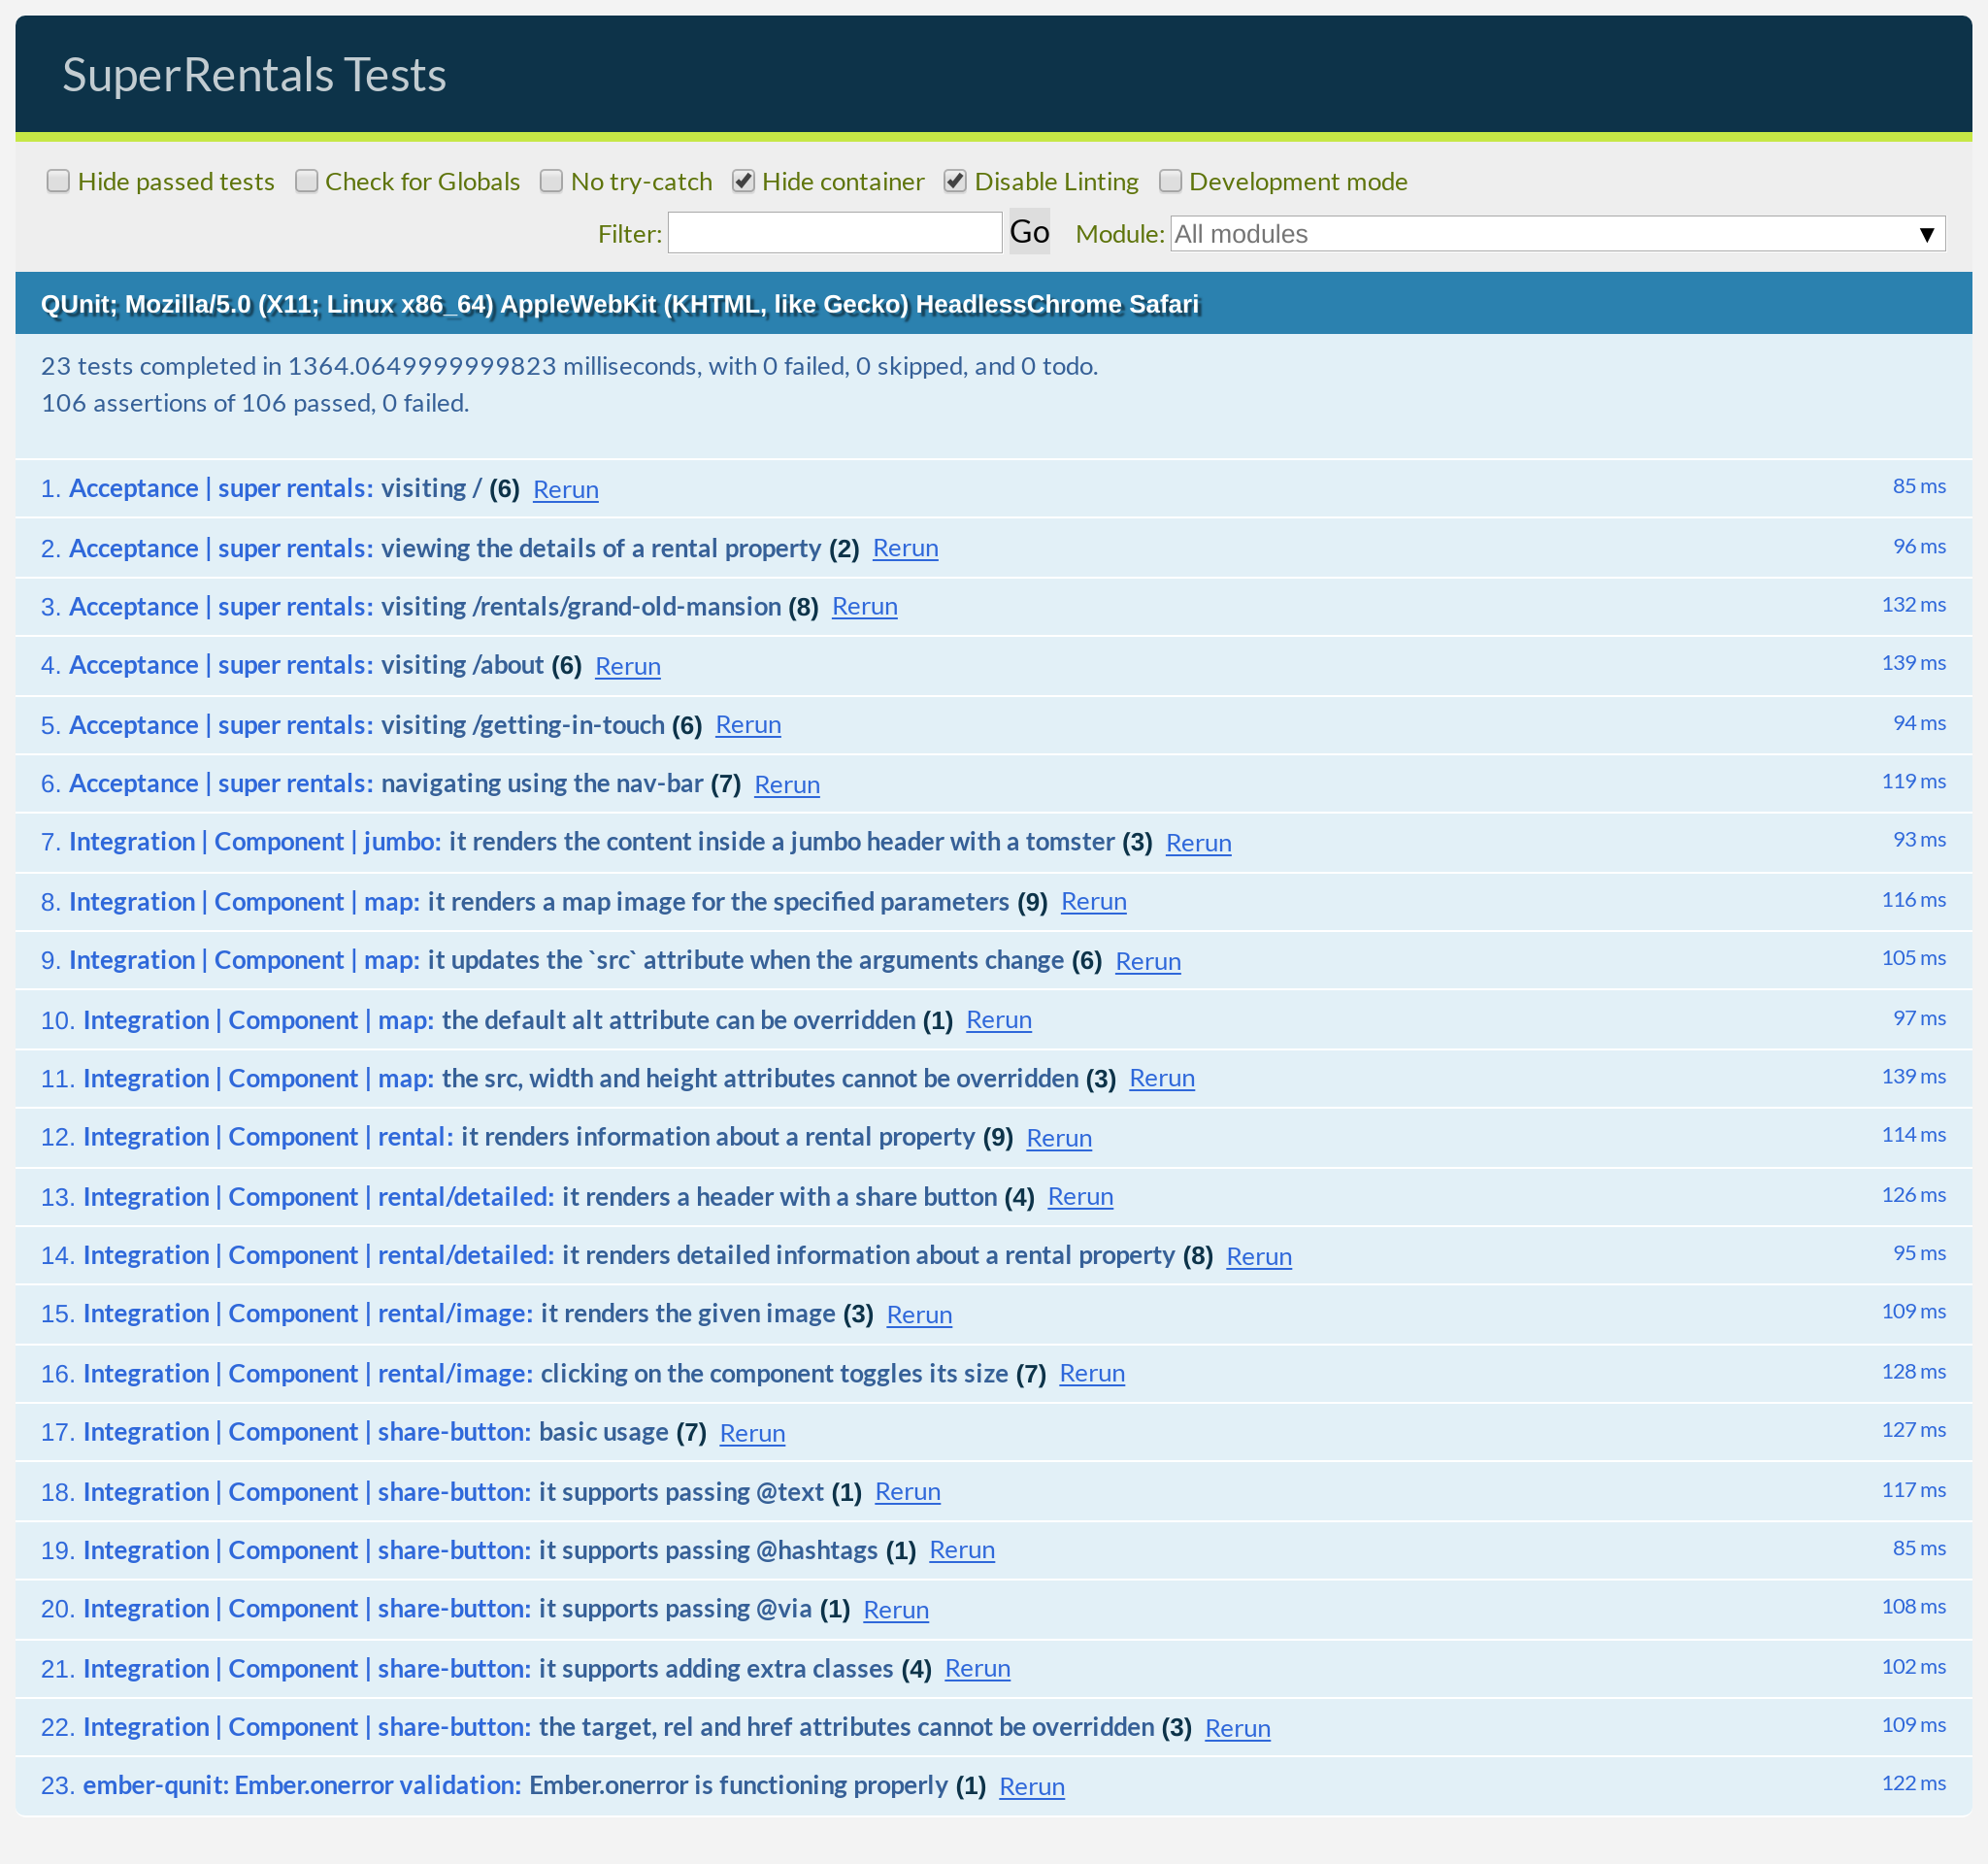 SuperRentals Tests
Hide passed tests Check for Globals No try-catch Hide container Disable Linting Development mode
Filter: Go Module: All modules ▼
QUnit; Mozilla/5.0 (X11; Linux x86_64) AppleWebKit (KHTML, like Gecko) HeadlessChrome Safari
23 tests completed in 1364.0649999999823 milliseconds, with 0 failed, 0 skipped, and 0 todo.
106 assertions of 106 passed, 0 failed.
1. Acceptance | super rentals: visiting / (6) Rerun 85 ms
2. Acceptance | super rentals: viewing the details of a rental property (2) Rerun 96 ms
3. Acceptance | super rentals: visiting /rentals/grand-old-mansion (8) Rerun 132 ms
4. Acceptance | super rentals: visiting /about (6) Rerun 139 ms
5. Acceptance | super rentals: visiting /getting-in-touch (6) Rerun 94 ms
6. Acceptance | super rentals: navigating using the nav-bar (7) Rerun 119 ms
7. Integration | Component | jumbo: it renders the content inside a jumbo header with a tomster (3) Rerun 93 ms
8. Integration | Component | map: it renders a map image for the specified parameters (9) Rerun 116 ms
9. Integration | Component | map: it updates the `src` attribute when the arguments change (6) Rerun 105 ms
10. Integration | Component | map: the default alt attribute can be overridden (1) Rerun 97 ms
11. Integration | Component | map: the src, width and height attributes cannot be overridden (3) Rerun 139 ms
12. Integration | Component | rental: it renders information about a rental property (9) Rerun 114 ms
13. Integration | Component | rental/detailed: it renders a header with a share button (4) Rerun 126 ms
14. Integration | Component | rental/detailed: it renders detailed information about a rental property (8) Rerun 95 ms
15. Integration | Component | rental/image: it renders the given image (3) Rerun 109 ms
16. Integration | Component | rental/image: clicking on the component toggles its size (7) Rerun 128 ms
17. Integration | Component | share-button: basic usage (7) Rerun 127 ms
18. Integration | Component | share-button: it supports passing @text (1) Rerun 117 ms
19. Integration | Component | share-button: it supports passing @hashtags (1) Rerun 85 ms
20. Integration | Component | share-button: it supports passing @via (1) Rerun 108 ms
21. Integration | Component | share-button: it supports adding extra classes (4) Rerun 102 ms
22. Integration | Component | share-button: the target, rel and href attributes cannot be overridden (3) Rerun 109 ms
23. ember-qunit: Ember.onerror validation: Ember.onerror is functioning properly (1) Rerun 122 ms